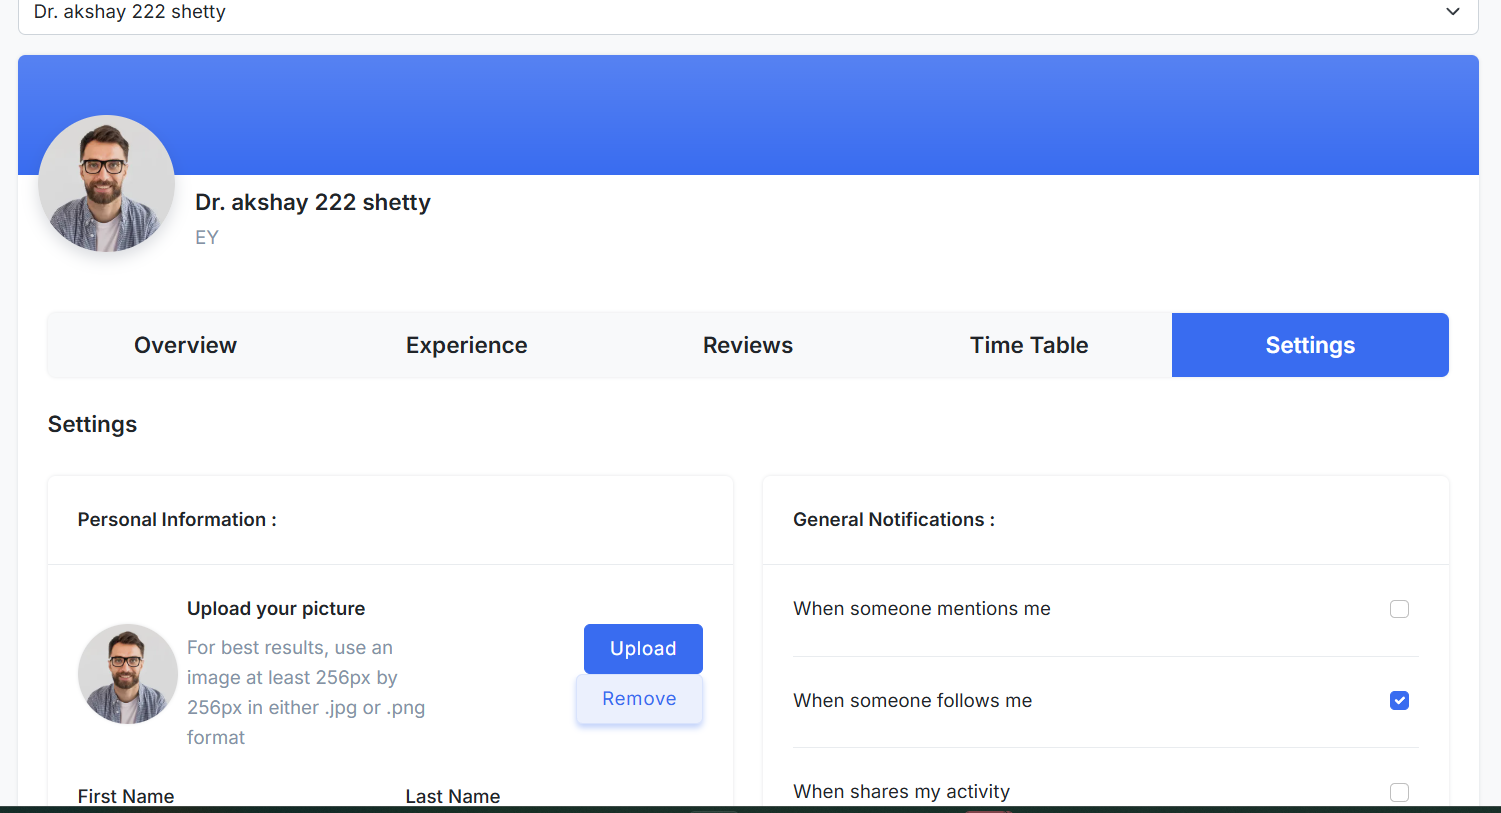 Dr. akshay 222 shetty
Dr. akshay 222 shetty
EY
Overview
Experience
Reviews
Time Table
Settings
Settings
Personal Information :
Upload your picture
For best results, use an
image at least 256px by
256px in either .jpg or .png
format
Upload
Remove
First Name
Last Name
General Notifications :
When someone mentions me
When someone follows me
When shares my activity